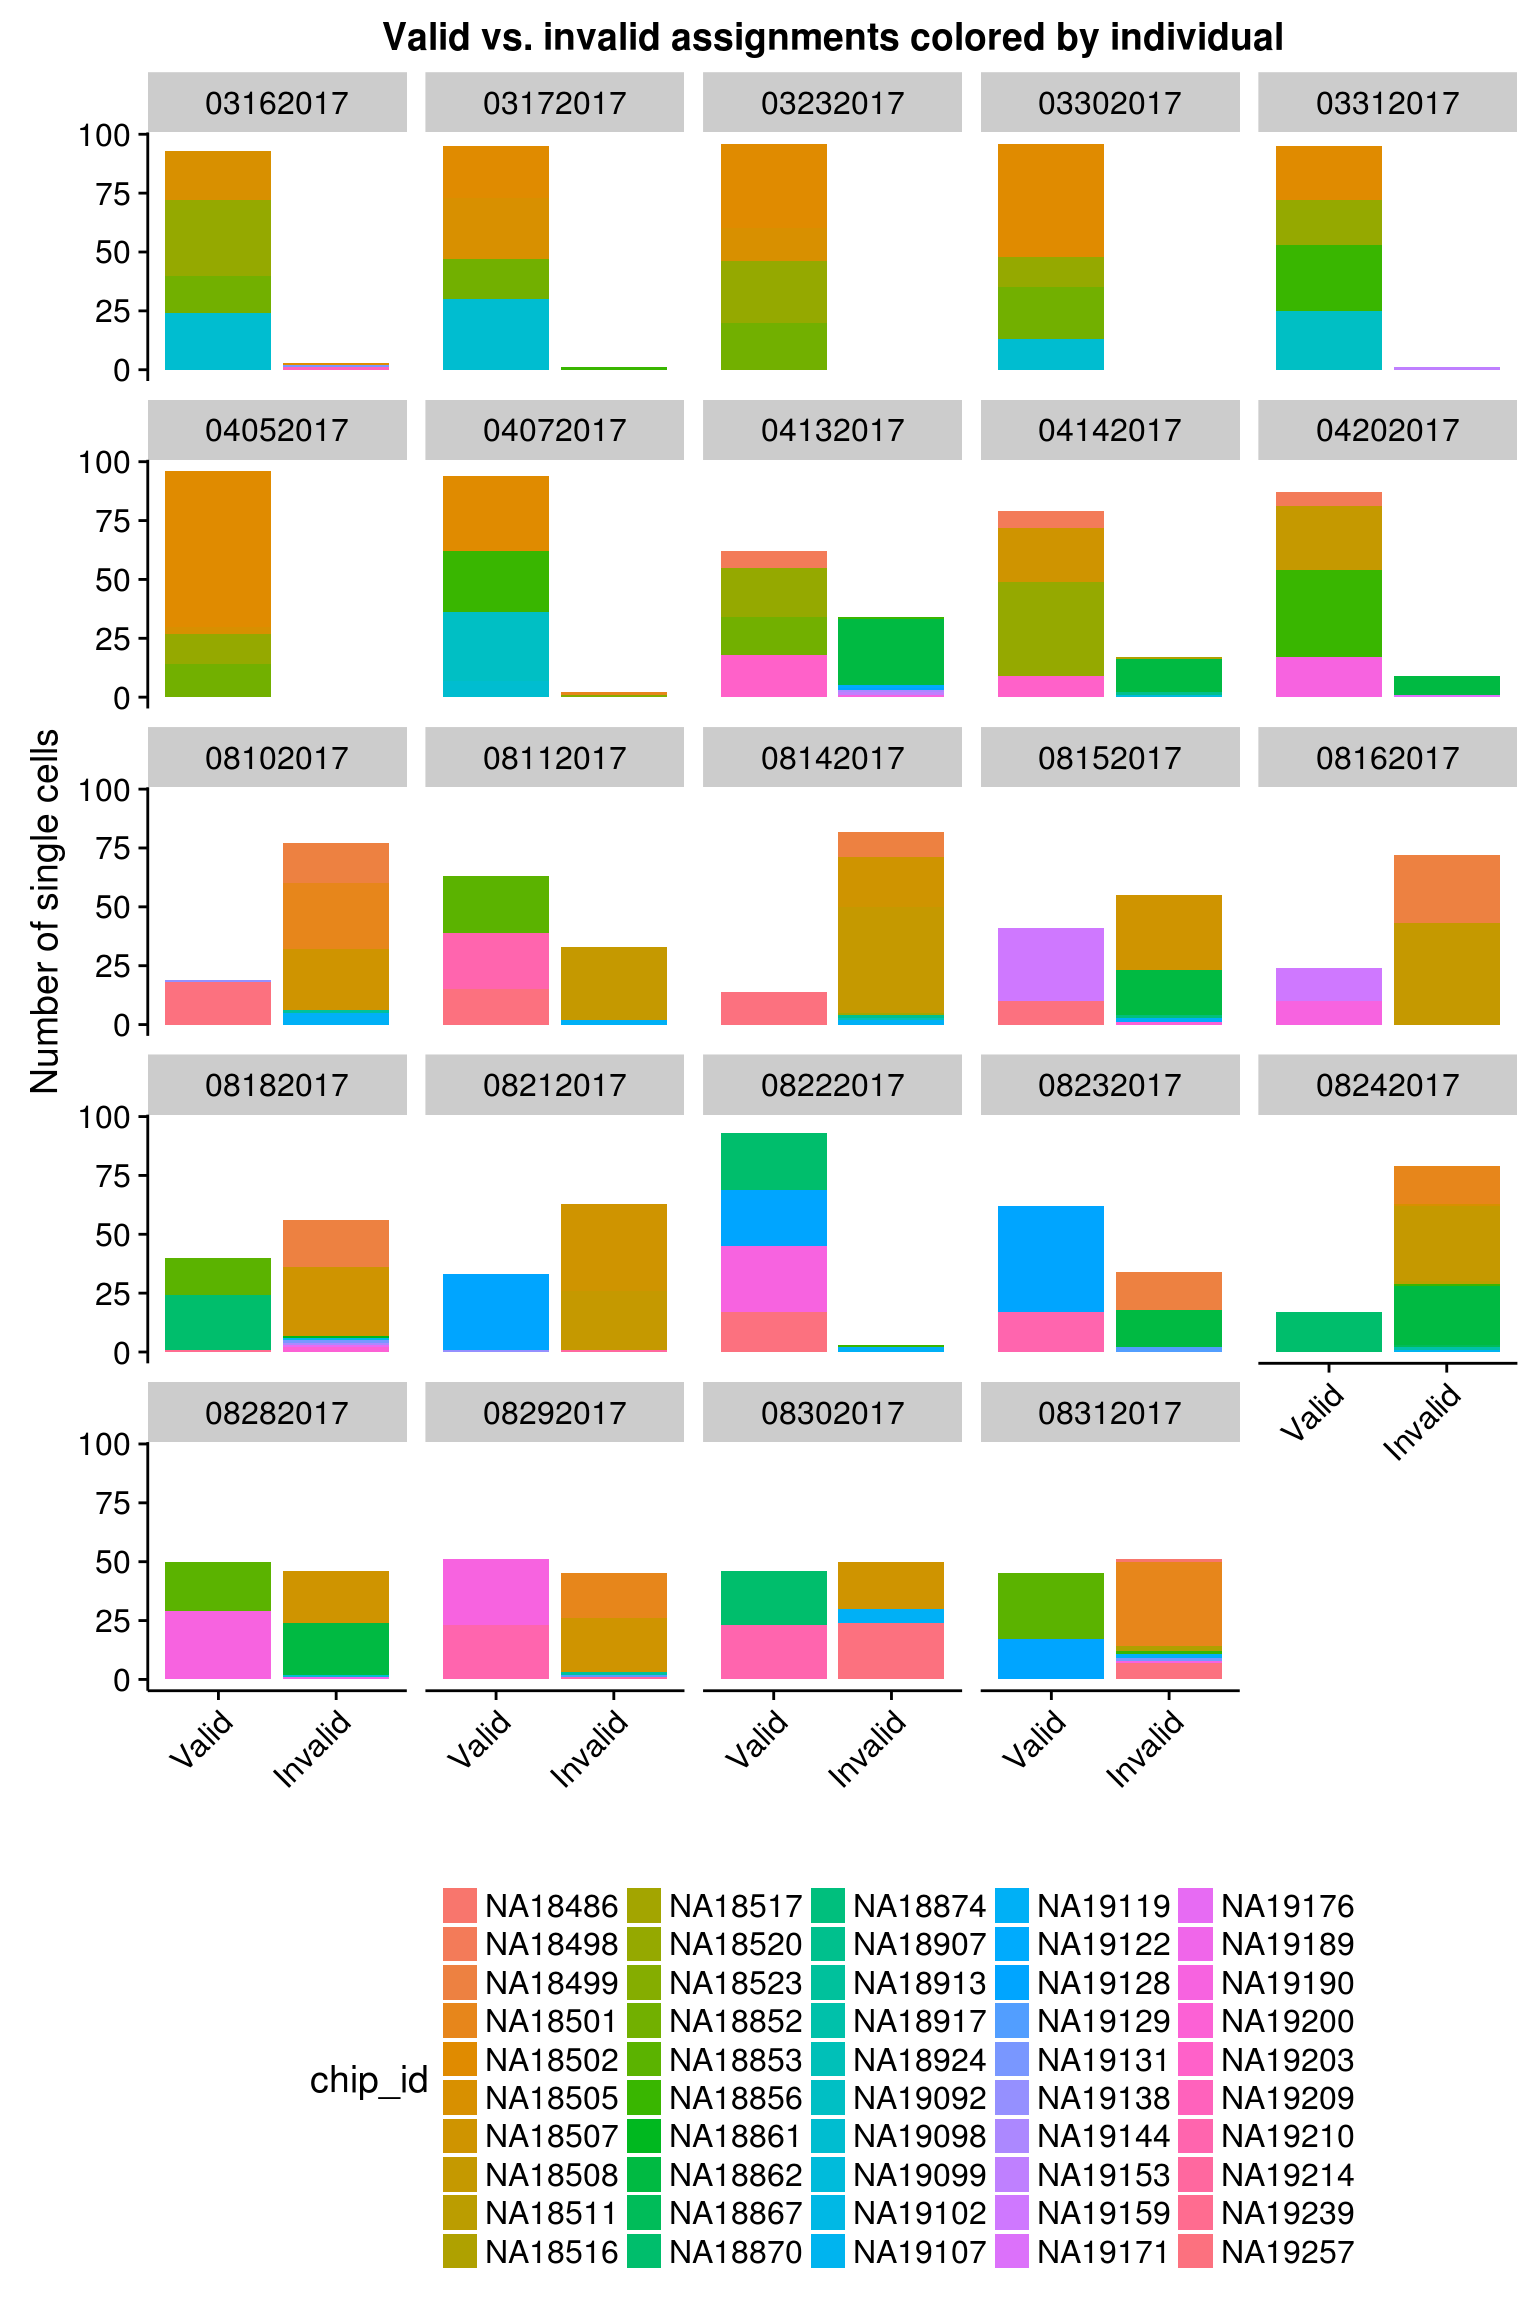 Valid vs. invalid assignments colored by individual
03162017 03172017 03232017 03302017 03312017
100
75
50
25
0
04052017 04072017 04132017 04142017 04202017
100
75
50
25
0
Number of single cells
08102017 08112017 08142017 08152017 08162017
100
75
50
25
0
08182017 08212017 08222017 08232017 08242017
100
75
50
25
0
Valid Invalid
08282017 08292017 08302017 08312017
100
75
50
25
0
Valid Invalid Valid Invalid Valid Invalid Valid Invalid
chip_id
NA18486 NA18517 NA18874 NA19119 NA19176
NA18498 NA18520 NA18907 NA19122 NA19189
NA18499 NA18523 NA18913 NA19128 NA19190
NA18501 NA18852 NA18917 NA19129 NA19200
NA18502 NA18853 NA18924 NA19131 NA19203
NA18505 NA18856 NA19092 NA19138 NA19209
NA18507 NA18861 NA19098 NA19144 NA19210
NA18508 NA18862 NA19099 NA19153 NA19214
NA18511 NA18867 NA19102 NA19159 NA19239
NA18516 NA18870 NA19107 NA19171 NA19257